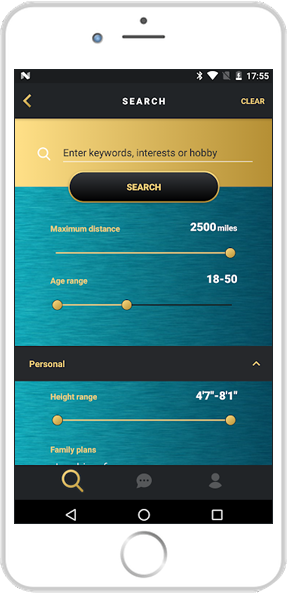 17:55
SEARCH CLEAR
Enter keywords, interests or hobby
SEARCH
Maximum distance 2500 miles
Age range 18-50
Personal
Height range 4'7"-8'1"
Family plans